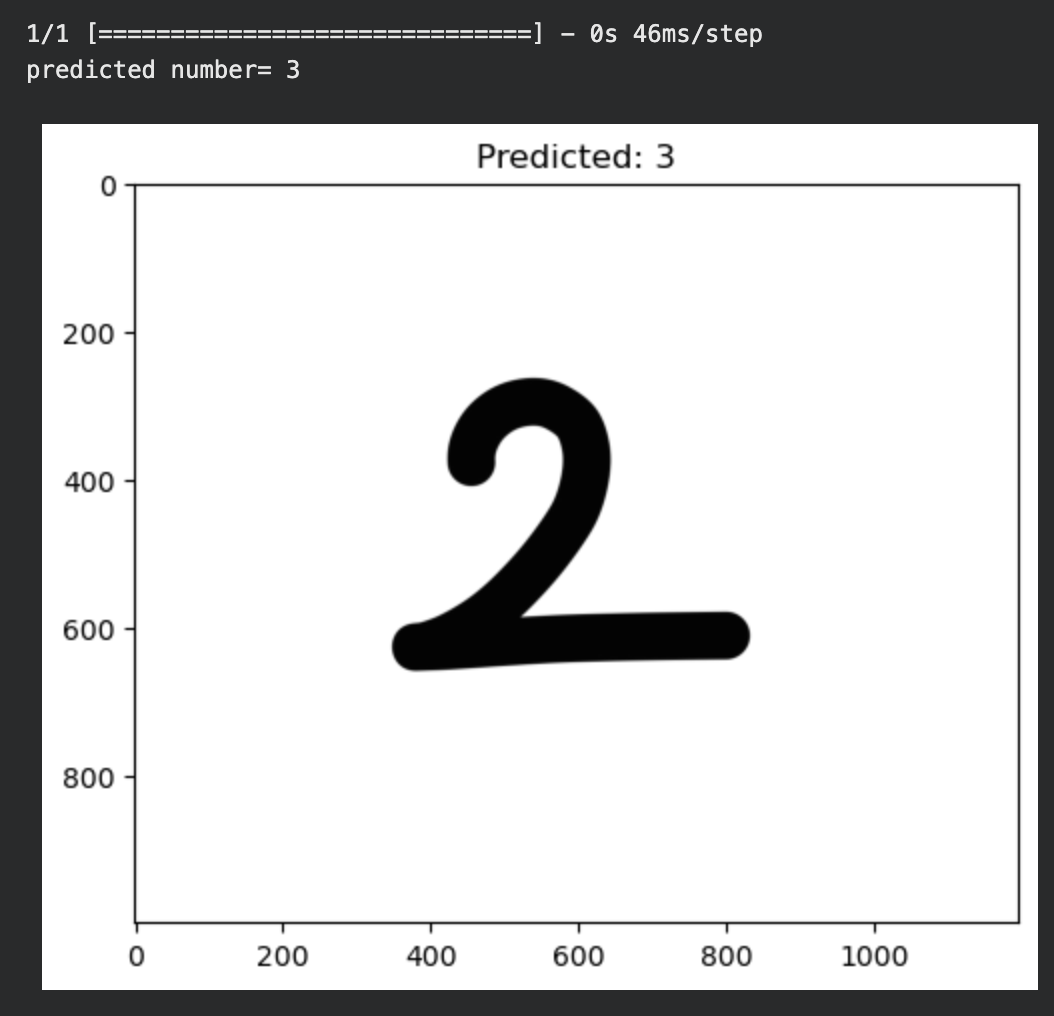 1/1 [==============================] - 0s 46ms/step
predicted number= 3
Predicted: 3
0
200
400
600
800
2
0 200 400 600 800 1000